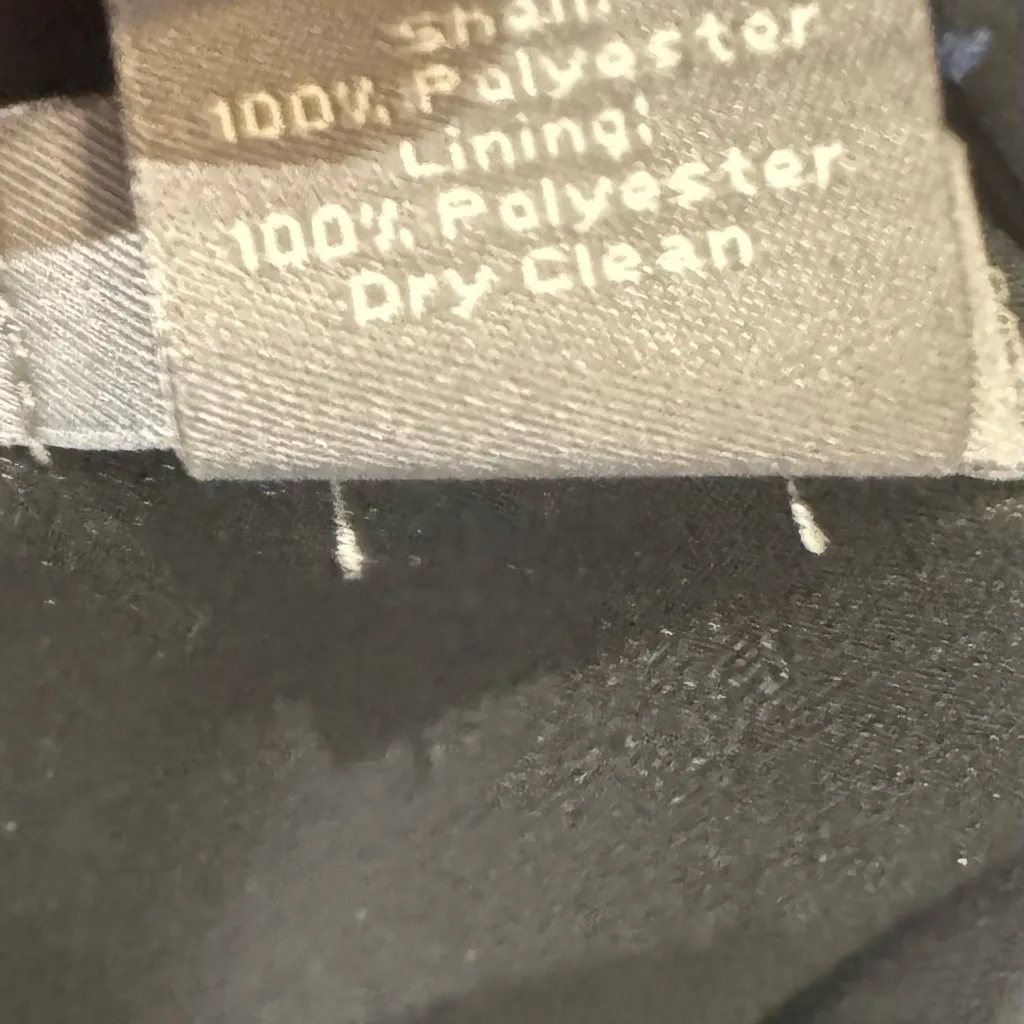 100% Polyester
Lining:
100% Polyester
Dry Clean